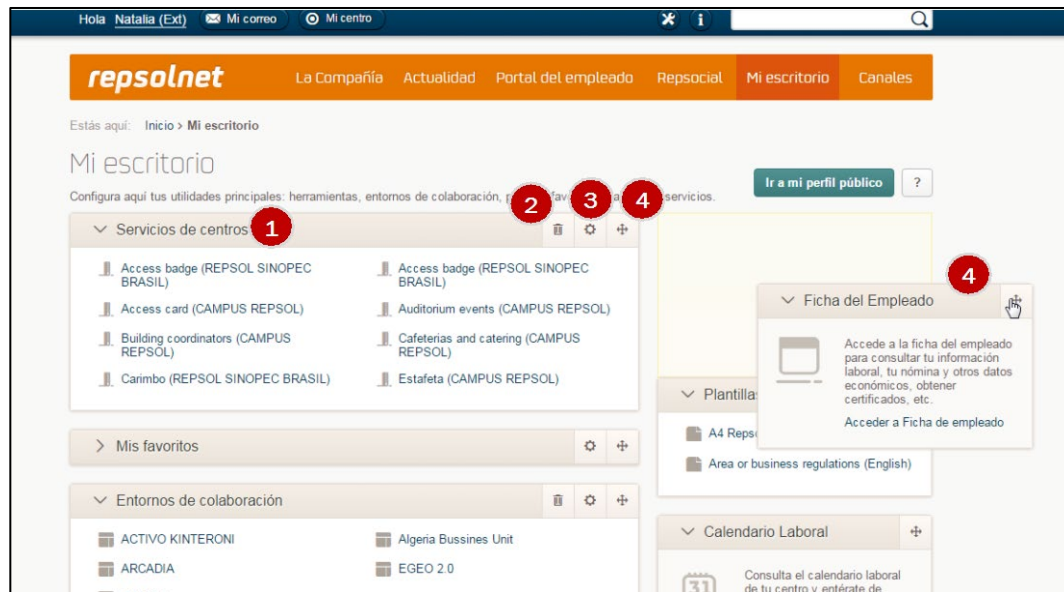 Hola Natalia (Ext) Mi correo Mi centro i
repsolnet La Compañía Actualidad Portal del empleado Repsocial Mi escritorio Canales
Estás aquí: Inicio > Mi escritorio
Mi escritorio
Ir a mi perfil público ?
Configura aquí tus utilidades principales: herramientas, entornos de colaboración, servicios.
2 3 4
Servicios de centros 1
Access badge (REPSOL SINOPEC
BRASIL)
Access badge (REPSOL SINOPEC
BRASIL)
Access card (CAMPUS REPSOL)
Auditorium events (CAMPUS REPSOL)
Building coordinators (CAMPUS
REPSOL)
Cafeterias and catering (CAMPUS
REPSOL)
Carimbo (REPSOL SINOPEC BRASIL)
Estafeta (CAMPUS REPSOL)
4
Ficha del Empleado
Accede a la ficha del empleado
para consultar tu información
laboral, tu nómina y otros datos
económicos, obtener
certificados, etc.
Acceder a Ficha de empleado
A4
Area or business regulations (English)
Mis favoritos
Entornos de colaboración
ACTIVO KINTERONI
Algeria Bussines Unit
ARCADIA
EGEO 2.0
Calendario Laboral
31
Consulta el calendario laboral
de tu centro y entérate de